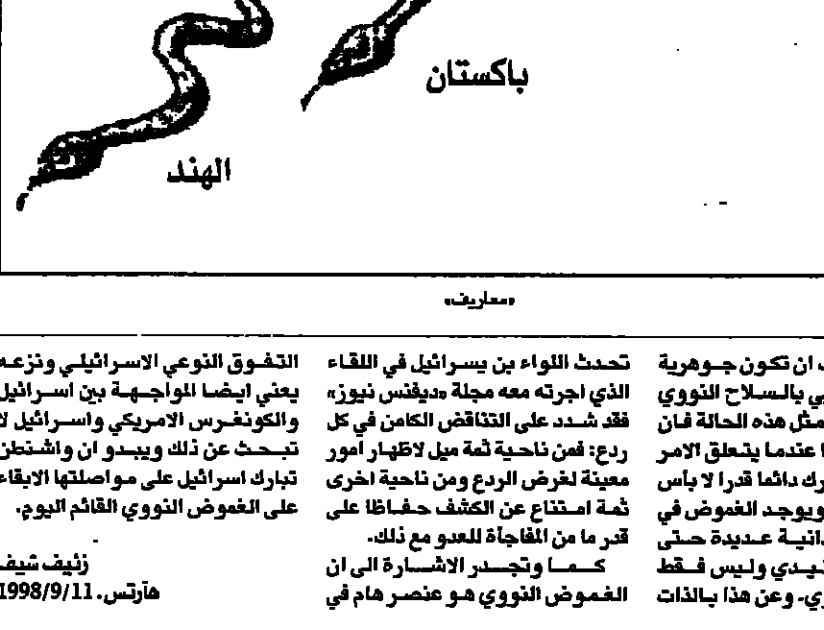 باكستان
الهند
«معاريف»
ان تكون جوهرية
بالسلاح النووي
مثل هذه الحالة فان
عندما يتعلق الامر
دائما قدرا لا بأس
ويوجد الغموض في
عديدة حتى
وليس فقط
وعن هذا بالذات
تحدث اللواء بن يسرائيل في اللقاء
الذي اجرته معه مجلة «ديفنس نيوز»
فقد شدد على التناقض الكامن في كل
ردع: فمن ناحية ثمة ميل لاظهار امور
معينة لغرض الردع ومن ناحية اخرى
ثمة امتناع عن الكشف حفاظا على
قدر ما من المفاجأة للعدو مع ذلك.
كما وتجدر الاشارة الى ان
الغموض النووي هو عنصر هام في
التفوق النوعي الاسرائيلي ونزعه
يعني ايضا المواجهة بين اسرائيل
والكونغرس الامريكي واسرائيل لا
تبحث عن ذلك ويبدو ان واشنطن
تبارك اسرائيل على مواصلتها الابقاء
على الغموض النووي القائم اليوم.
زئيف شيف
هآرتس. 1998/9/11